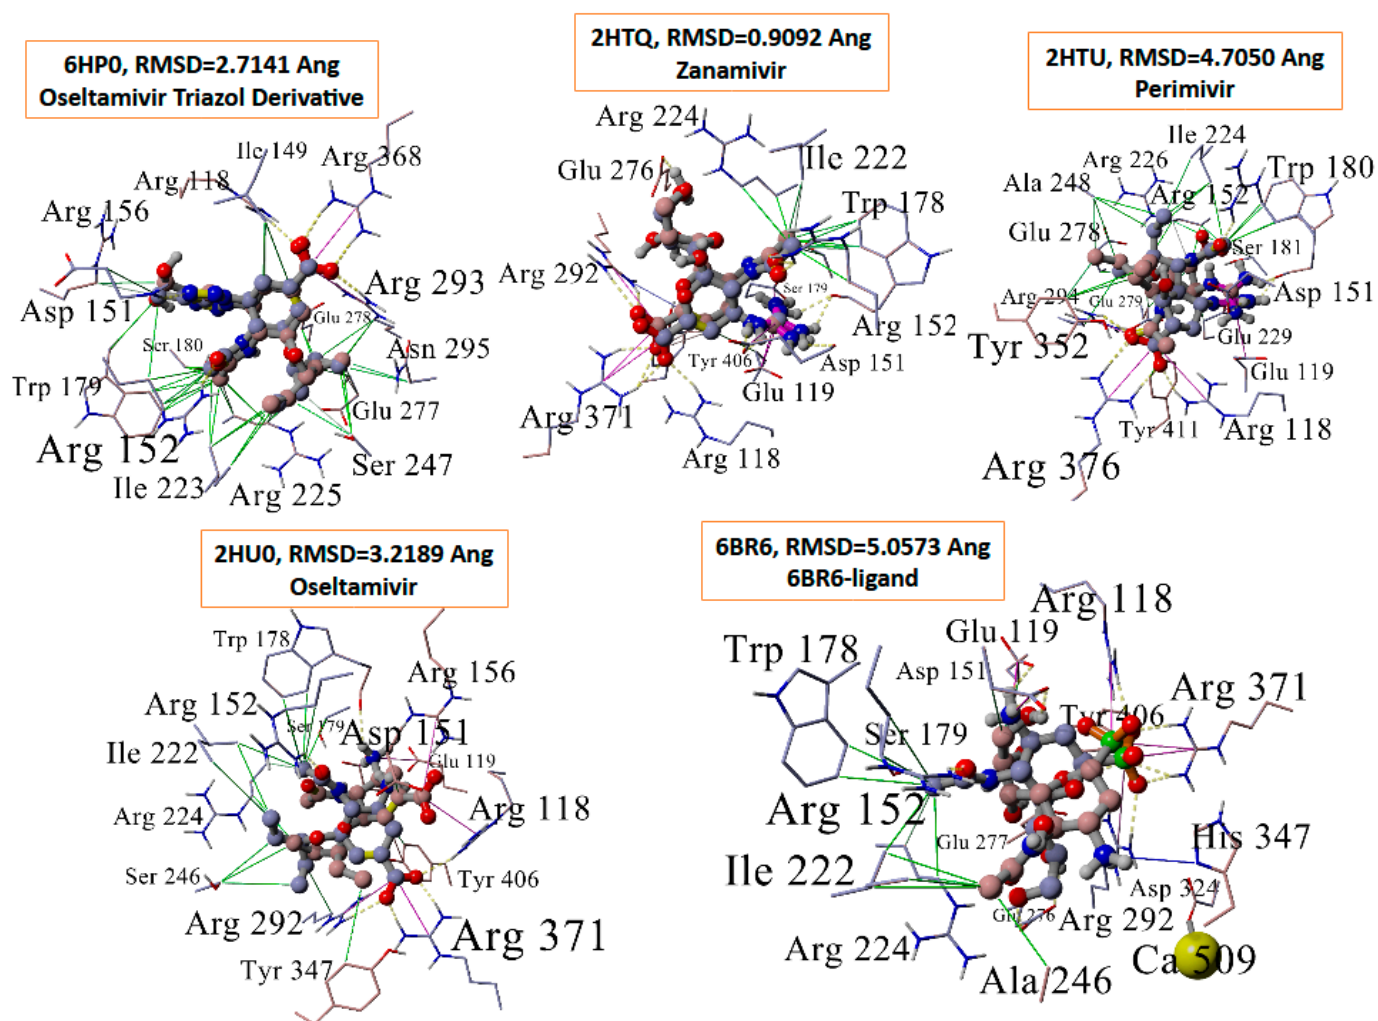 6HP0, RMSD=2.7141 Ang
Oseltamivir Triazol Derivative
Ile 149
Arg 368
Arg 118
Arg 156
Arg 293
Asp 151
Glu 278
Asn 295
Ser 180
Trp 179
Glu 277
Arg 152
Ser 247
Ile 223
Arg 225
2HTQ, RMSD=0.9092 Ang
Zanamivir
Arg 224
Ile 222
Glu 276
Trp 178
Arg 292
Ser 179
Arg 152
Tyr 406
Asp 151
Glu 119
Arg 371
Arg 118
2HTU, RMSD=4.7050 Ang
Perimivir
Ile 224
Arg 226
Trp 180
Ala 248
Arg 152
Glu 278
Ser 181
Asp 151
Arg 294
Glu 279
Glu 229
Tyr 352
Glu 119
Tyr 411
Arg 118
Arg 376
2HU0, RMSD=3.2189 Ang
Oseltamivir
Trp 178
Arg 156
Arg 152
Ser 179
Asp 151
Ile 222
Glu 119
Arg 224
Arg 118
Ser 246
Tyr 406
Arg 292
Arg 371
Tyr 347
6BR6, RMSD=5.0573 Ang
6BR6-ligand
Arg 118
Glu 119
Trp 178
Asp 151
Arg 371
Tyr 406
Ser 179
Arg 152
His 347
Glu 277
Ile 222
Asp 324
Glu 276
Arg 292
Arg 224
Ca 509
Ala 246